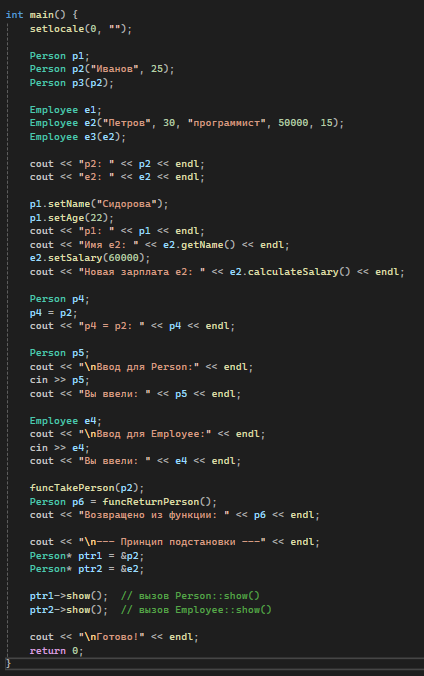 int main() {
setlocale(0, "");
Person p1;
Person p2("Иванов", 25);
Person p3(p2);
Employee e1;
Employee e2("Петров", 30, "программист", 50000, 15);
Employee e3(e2);
cout << "p2: " << p2 << endl;
cout << "e2: " << e2 << endl;
p1.setName("Сидорова");
p1.setAge(22);
cout << "p1: " << p1 << endl;
cout << "Имя e2: " << e2.getName() << endl;
e2.setSalary(60000);
cout << "Новая зарплата e2: " << e2.calculateSalary() << endl;
Person p4;
p4 = p2;
cout << "p4 = p2: " << p4 << endl;
Person p5;
cout << "\nВвод для Person:" << endl;
cin >> p5;
cout << "Вы ввели: " << p5 << endl;
Employee e4;
cout << "\nВвод для Employee:" << endl;
cin >> e4;
cout << "Вы ввели: " << e4 << endl;
funcTakePerson(p2);
Person p6 = funcReturnPerson();
cout << "Возвращено из функции: " << p6 << endl;
cout << "\n--- Принцип подстановки ---" << endl;
Person* ptr1 = &p2;
Person* ptr2 = &e2;
ptr1->show(); // вызов Person::show()
ptr2->show(); // вызов Employee::show()
cout << "\nГотово!" << endl;
return 0;
}